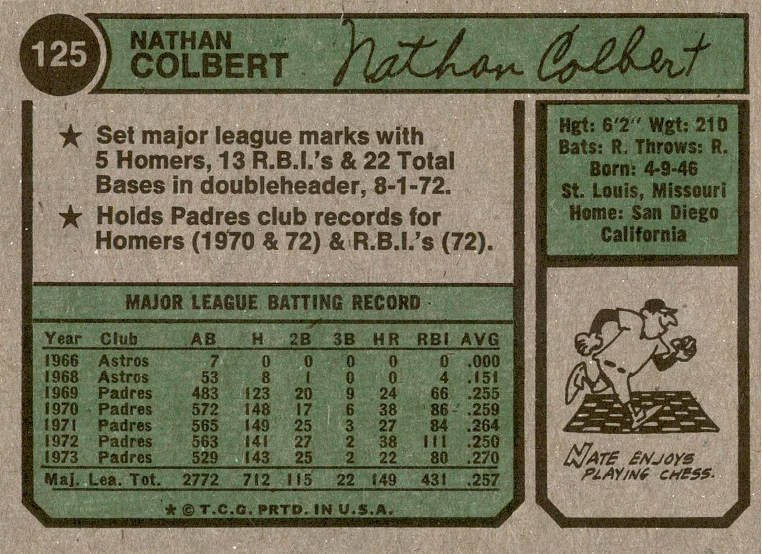 125
NATHAN
COLBERT
Nathan Colbert
★ Set major league marks with
5 Homers, 13 R.B.I.'s & 22 Total
Bases in doubleheader, 8-1-72.
★ Holds Padres club records for
Homers (1970 & 72) & R.B.I.'s (72).
Hgt: 6'2" Wgt: 210
Bats: R. Throws: R.
Born: 4-9-46
St. Louis, Missouri
Home: San Diego
California
MAJOR LEAGUE BATTING RECORD
Year Club AB H 2B 3B HR RBI AVG
1966 Astros 7 0 0 0 0 0 .000
1968 Astros 53 8 1 0 0 4 .151
1969 Padres 483 123 20 9 24 66 .255
1970 Padres 572 148 17 6 38 86 .259
1971 Padres 565 149 25 3 27 84 .264
1972 Padres 563 141 27 2 38 111 .250
1973 Padres 529 143 25 2 22 80 .270
Maj. Lea. Tot. 2772 712 115 22 149 431 .257
★ © T.C.G. PRTD. IN U.S.A.
NATE ENJOYS
PLAYING CHESS.